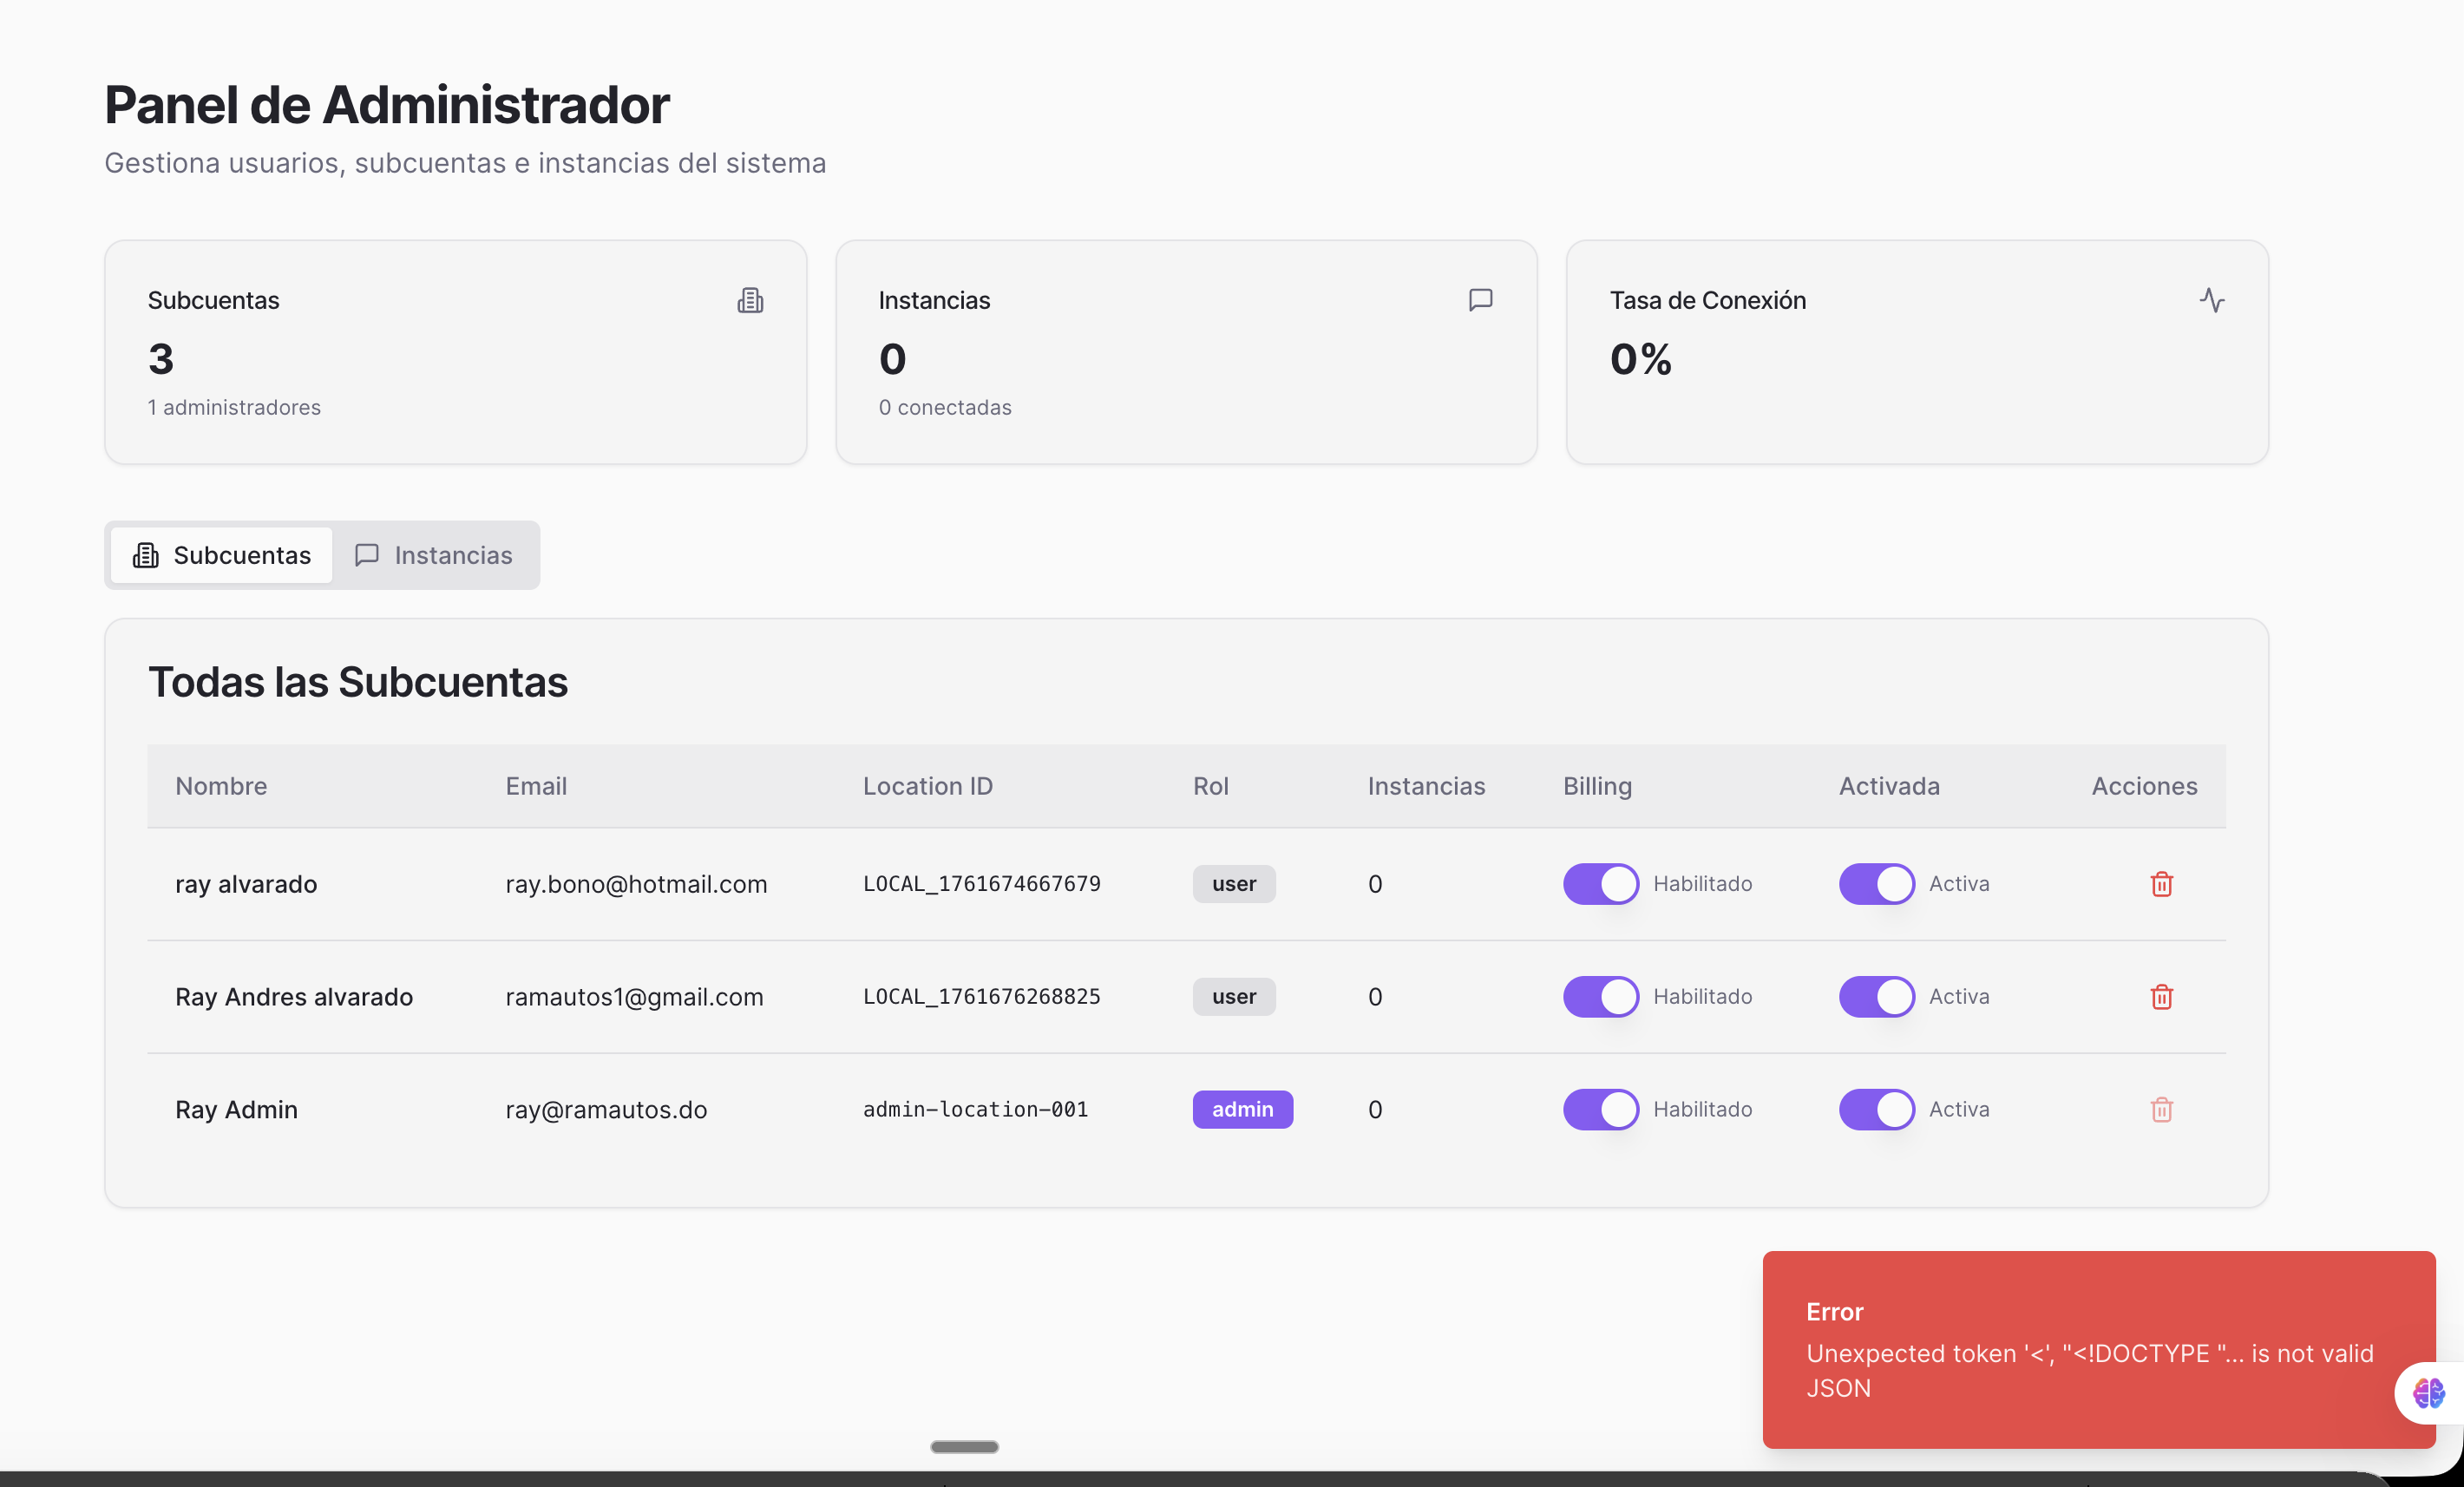 Panel de Administrador
Gestiona usuarios, subcuentas e instancias del sistema
Subcuentas
3
1 administradores
Instancias
0
0 conectadas
Tasa de Conexión
0%
Subcuentas Instancias
Todas las Subcuentas
Nombre Email Location ID Rol Instancias Billing Activada Acciones
ray alvarado ray.bono@hotmail.com LOCAL_1761674667679 user 0 Habilitado Activa
Ray Andres alvarado ramautos1@gmail.com LOCAL_1761676268825 user 0 Habilitado Activa
Ray Admin ray@ramautos.do admin-location-001 admin 0 Habilitado Activa
Error
Unexpected token '<', "<!DOCTYPE "... is not valid
JSON